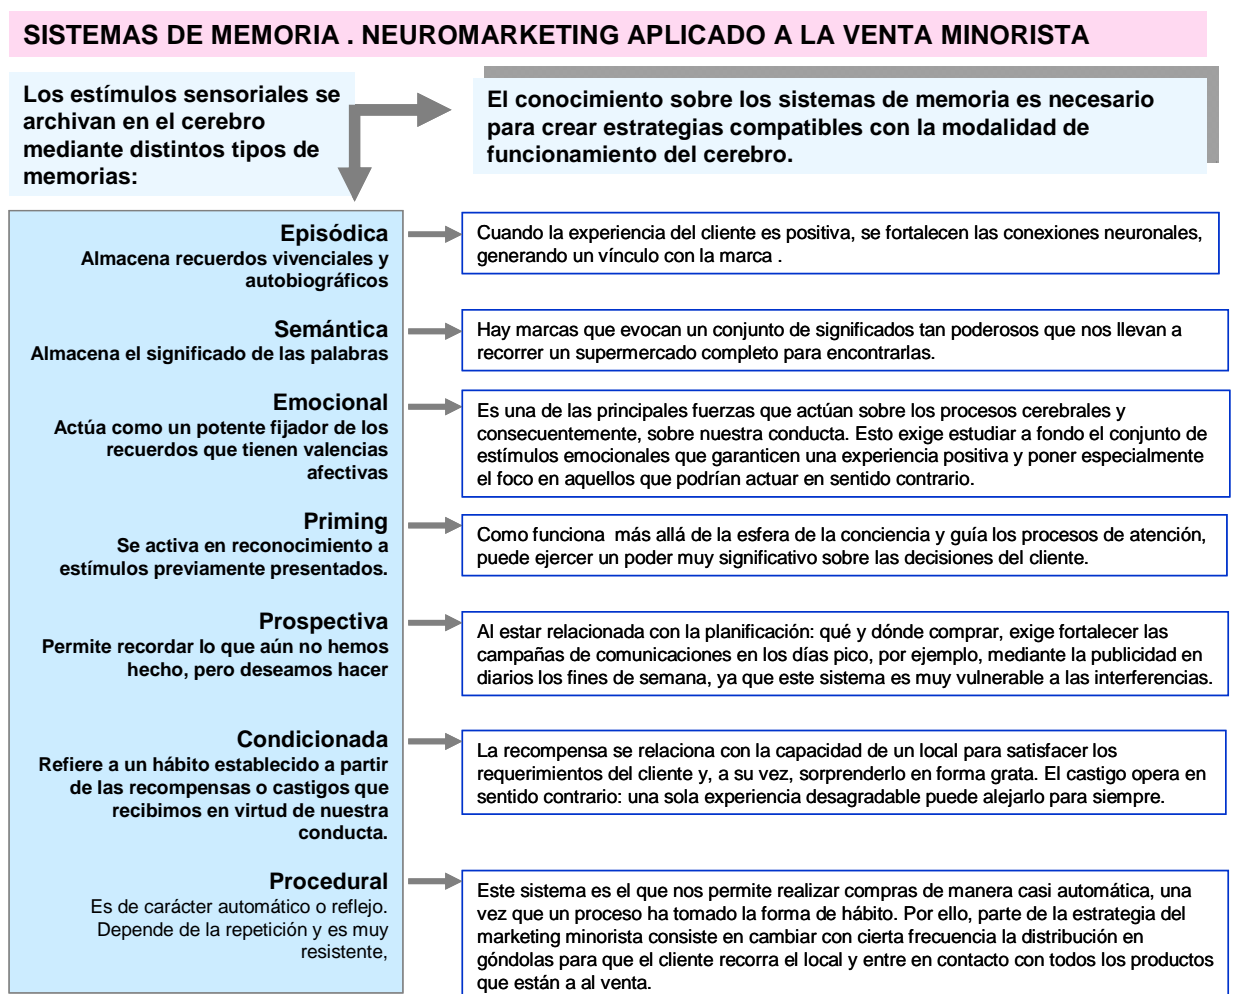 SISTEMAS DE MEMORIA . NEUROMARKETING APLICADO A LA VENTA MINORISTA
Los estímulos sensoriales se
archivan en el cerebro
mediante distintos tipos de
memorias:
El conocimiento sobre los sistemas de memoria es necesario
para crear estrategias compatibles con la modalidad de
funcionamiento del cerebro.
Episódica
Almacena recuerdos vivenciales y
autobiográficos
Cuando la experiencia del cliente es positiva, se fortalecen las conexiones neuronales,
generando un vínculo con la marca .
Semántica
Almacena el significado de las palabras
Hay marcas que evocan un conjunto de significados tan poderosos que nos llevan a
recorrer un supermercado completo para encontrarlas.
Emocional
Actúa como un potente fijador de los
recuerdos que tienen valencias
afectivas
Es una de las principales fuerzas que actúan sobre los procesos cerebrales y
consecuentemente, sobre nuestra conducta. Esto exige estudiar a fondo el conjunto de
estímulos emocionales que garanticen una experiencia positiva y poner especialmente
el foco en aquellos que podrían actuar en sentido contrario.
Priming
Se activa en reconocimiento a
estímulos previamente presentados.
Como funciona  más allá de la esfera de la conciencia y guía los procesos de atención,
puede ejercer un poder muy significativo sobre las decisiones del cliente.
Prospectiva
Permite recordar lo que aún no hemos
hecho, pero deseamos hacer
Al estar relacionada con la planificación: qué y dónde comprar, exige fortalecer las
campañas de comunicaciones en los días pico, por ejemplo, mediante la publicidad en
diarios los fines de semana, ya que este sistema es muy vulnerable a las interferencias.
Condicionada
Refiere a un hábito establecido a partir
de las recompensas o castigos que
recibimos en virtud de nuestra
conducta.
La recompensa se relaciona con la capacidad de un local para satisfacer los
requerimientos del cliente y, a su vez, sorprenderlo en forma grata. El castigo opera en
sentido contrario: una sola experiencia desagradable puede alejarlo para siempre.
Procedural
Es de carácter automático o reflejo.
Depende de la repetición y es muy
resistente,
Este sistema es el que nos permite realizar compras de manera casi automática, una
vez que un proceso ha tomado la forma de hábito. Por ello, parte de la estrategia del
marketing minorista consiste en cambiar con cierta frecuencia la distribución en
góndolas para que el cliente recorra el local y entre en contacto con todos los productos
que están a al venta.